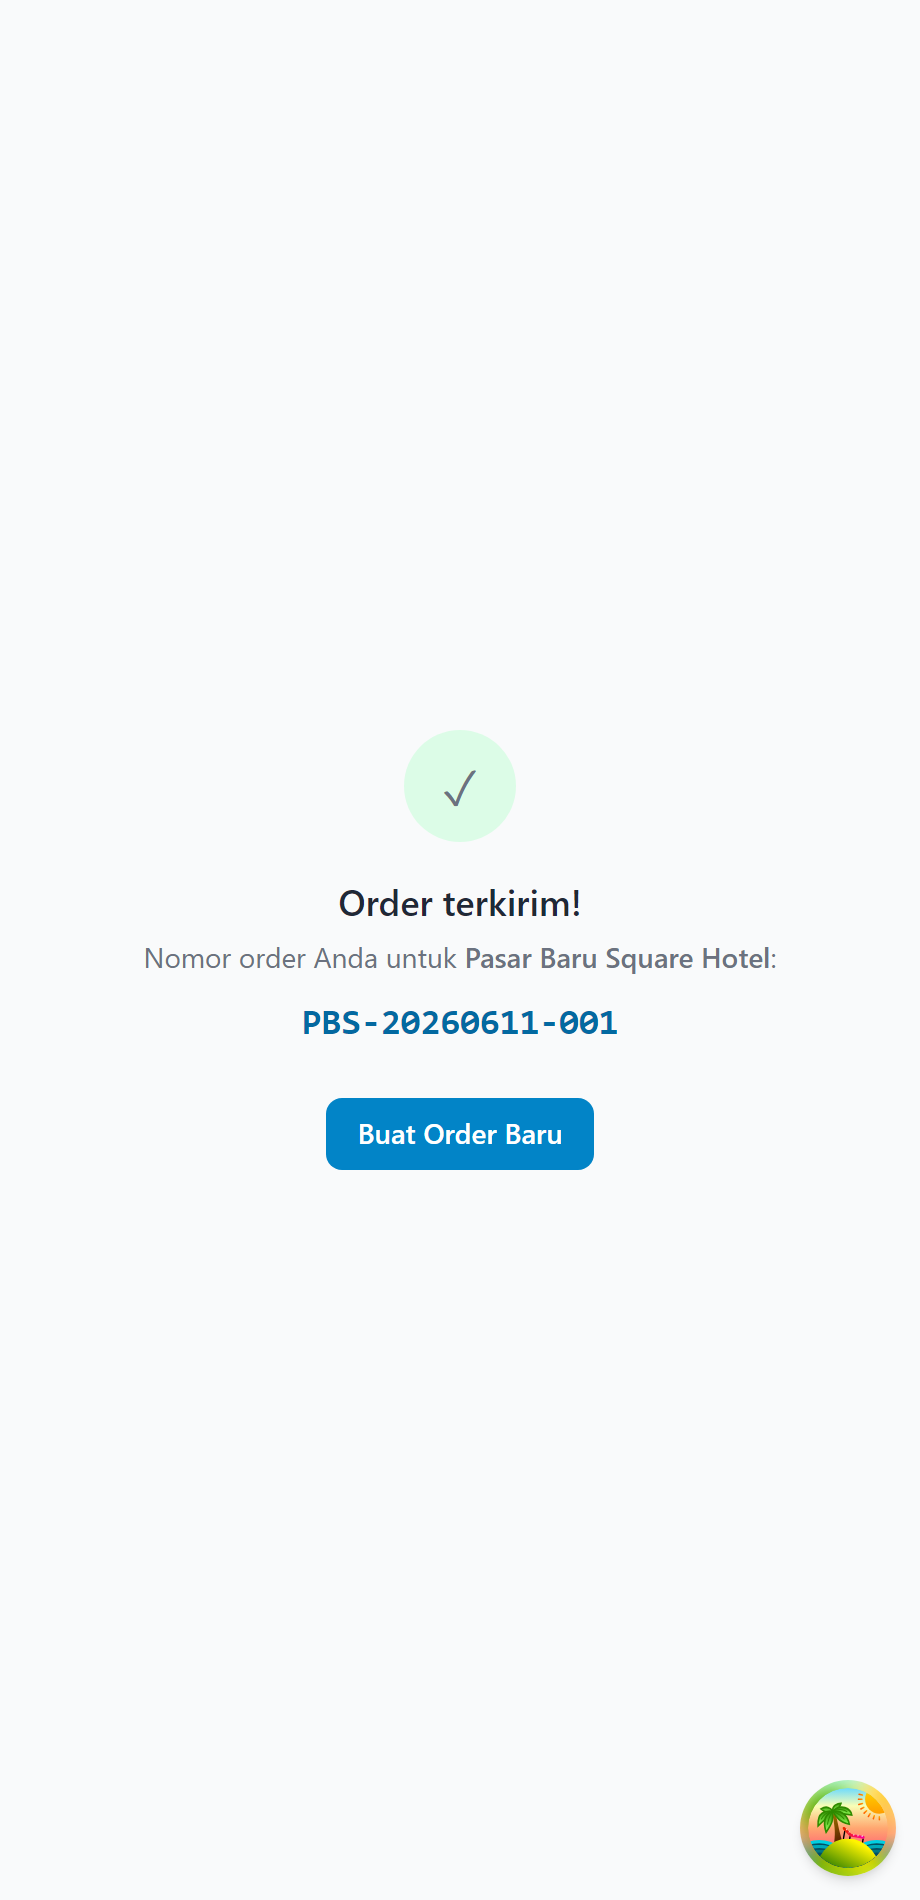 Order terkirim!
Nomor order Anda untuk Pasar Baru Square Hotel:
PBS-20260611-001
Buat Order Baru